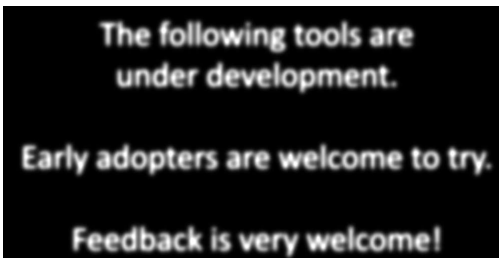 The following tools are
under development.
Early adopters are welcome to try.
Feedback is very welcome!